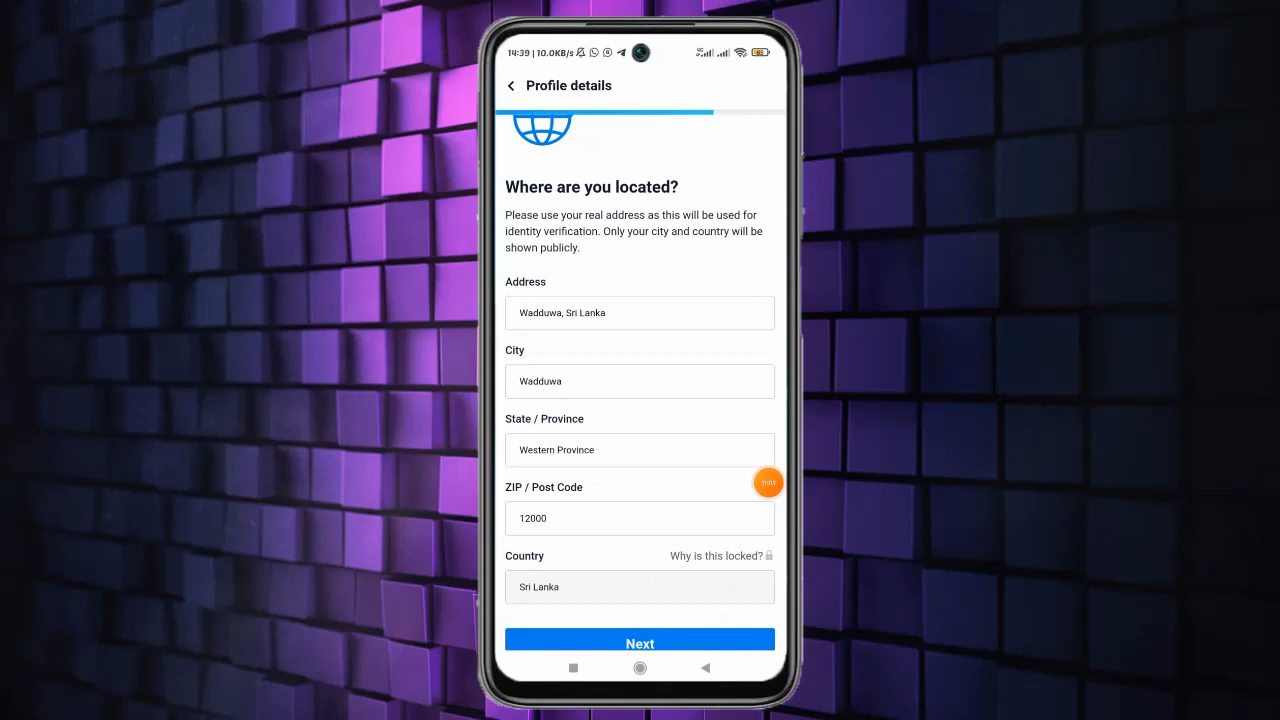 14:39 | 10.0KB/s
Profile details
Where are you located?
Please use your real address as this will be used for
identity verification. Only your city and country will be
shown publicly.
Address
Wadduwa, Sri Lanka
City
Wadduwa
State / Province
Western Province
ZIP / Post Code
12000
Country
Why is this locked?
Sri Lanka
Next